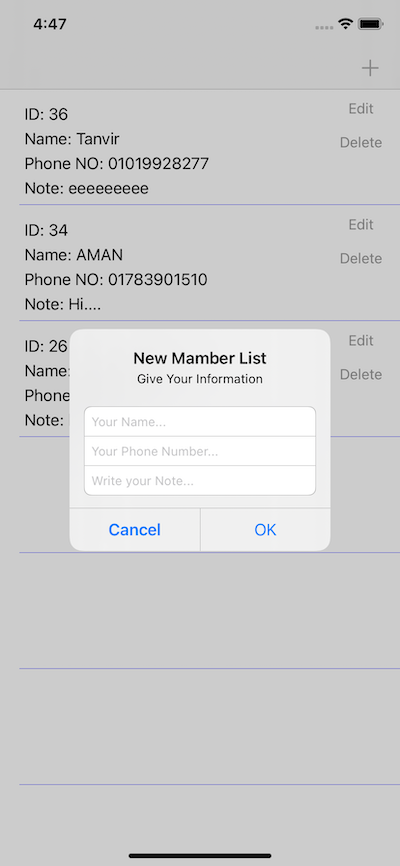 4:47
Edit
ID: 36
Name: Tanvir
Delete
Phone NO: 01019928277
Note: eeeeeeeee
Edit
ID: 34
Name: AMAN
Delete
Phone NO: 01783901510
Note: Hi....
Edit
ID: 26
Name:
Delete
Phone
Note:
New Mamber List
Give Your Information
Your Name...
Your Phone Number...
Write your Note...
Cancel
OK